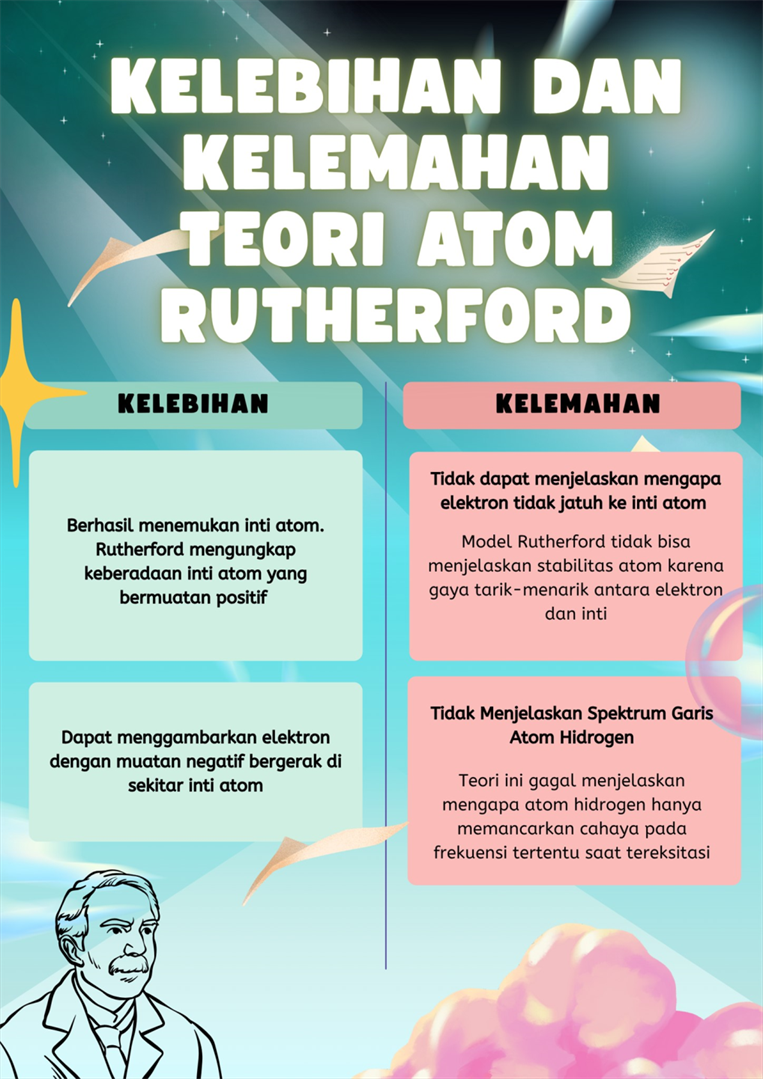 KELEBIHAN DAN
KELEMAHAN
TEORI ATOM
RUTHERFORD
KELEBIHAN
Berhasil menemukan inti atom.
Rutherford mengungkap
keberadaan inti atom yang
bermuatan positif
Dapat menggambarkan elektron
dengan muatan negatif bergerak di
sekitar inti atom
KELEMAHAN
Tidak dapat menjelaskan mengapa
elektron tidak jatuh ke inti atom
Model Rutherford tidak bisa
menjelaskan stabilitas atom karena
gaya tarik-menarik antara elektron
dan inti
Tidak Menjelaskan Spektrum Garis
Atom Hidrogen
Teori ini gagal menjelaskan
mengapa atom hidrogen hanya
memancarkan cahaya pada
frekuensi tertentu saat tereksitasi